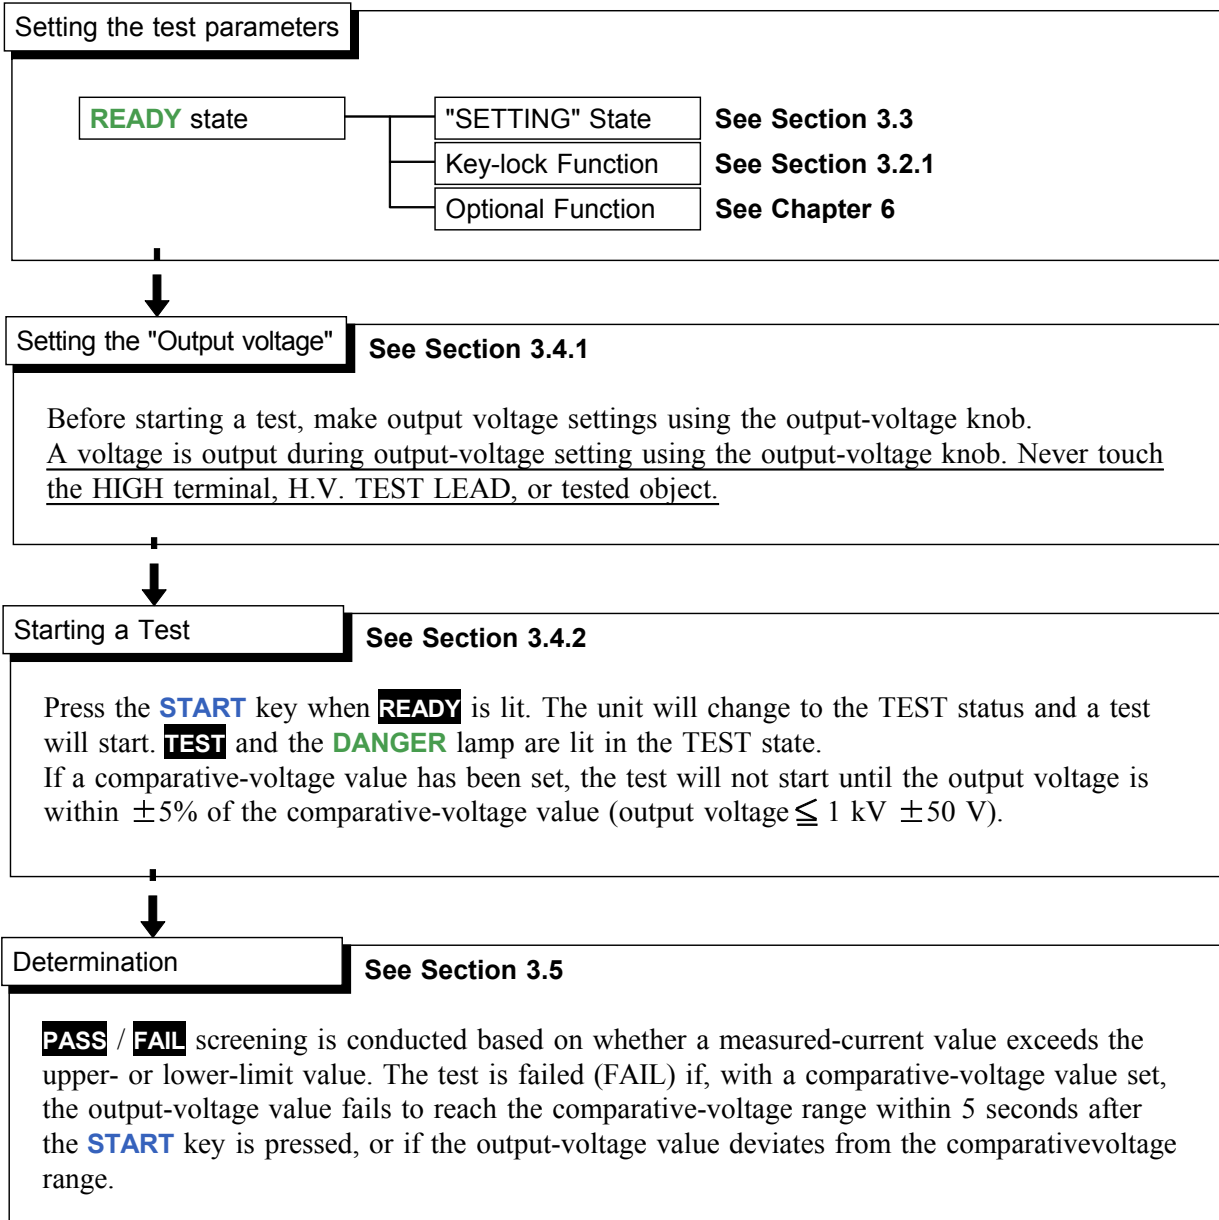 Setting the test parameters
READY state
"SETTING" State See Section 3.3
Key-lock Function See Section 3.2.1
Optional Function See Chapter 6
Setting the "Output voltage" See Section 3.4.1
Before starting a test, make output voltage settings using the output-voltage knob.
A voltage is output during output-voltage setting using the output-voltage knob. Never touch
the HIGH terminal, H.V. TEST LEAD, or tested object.
Starting a Test See Section 3.4.2
Press the START key when READY is lit. The unit will change to the TEST status and a test
will start. TEST and the DANGER lamp are lit in the TEST state.
If a comparative-voltage value has been set, the test will not start until the output voltage is
within ±5% of the comparative-voltage value (output voltage ≦ 1 kV ±50 V).
Determination See Section 3.5
PASS / FAIL screening is conducted based on whether a measured-current value exceeds the
upper- or lower-limit value. The test is failed (FAIL) if, with a comparative-voltage value set,
the output-voltage value fails to reach the comparative-voltage range within 5 seconds after
the START key is pressed, or if the output-voltage value deviates from the comparativevoltage
range.